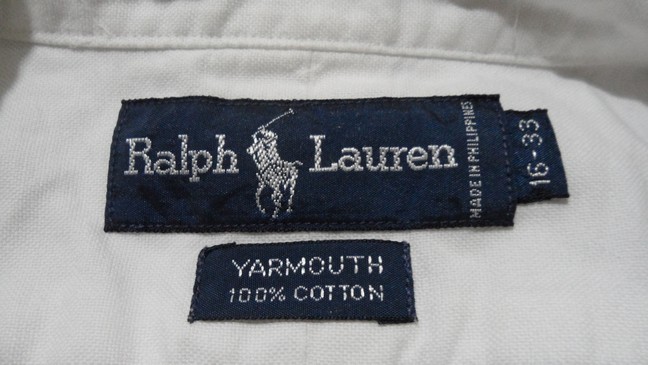 Ralph Lauren
MADE IN PHILIPPINES
16-33
YARMOUTH
100% COTTON